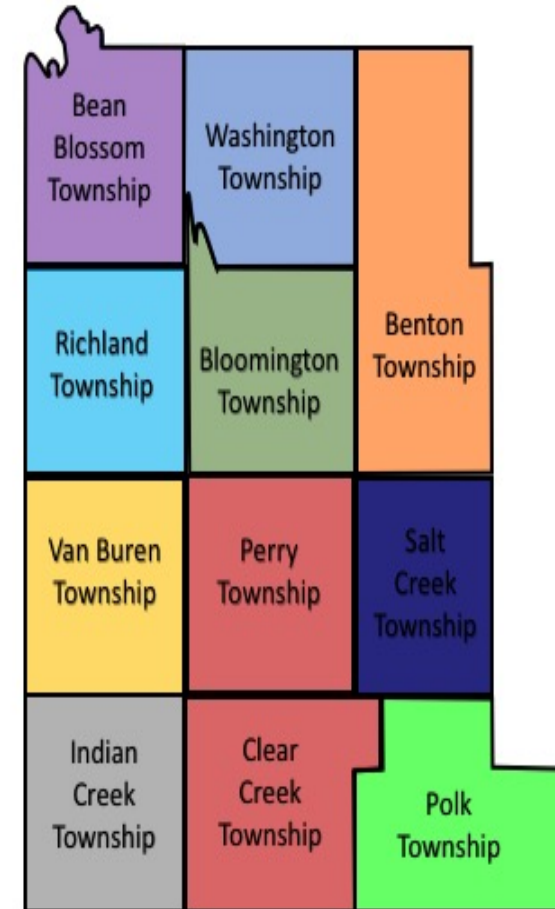 Bean
Blossom
Township
Washington
Township
Benton
Township
Richland
Township
Bloomington
Township
Van Buren
Township
Perry
Township
Salt
Creek
Township
Indian
Creek
Township
Clear
Creek
Township
Polk
Township